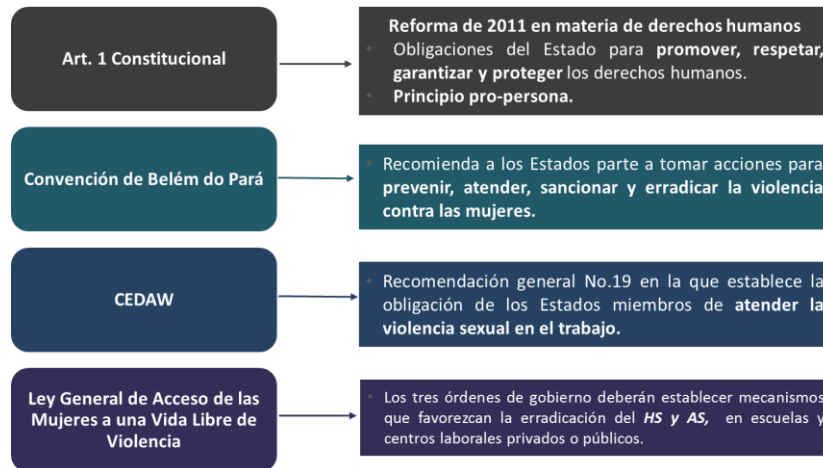 Art. 1 Constitucional
Reforma de 2011 en materia de derechos humanos
• Obligaciones del Estado para promover, respetar,
garantizar y proteger los derechos humanos.
• Principio pro-persona.
Convención de Belém do Pará
• Recomienda a los Estados parte a tomar acciones para
prevenir, atender, sancionar y erradicar la violencia
contra las mujeres.
CEDAW
• Recomendación general No.19 en la que establece la
obligación de los Estados miembros de atender la
violencia sexual en el trabajo.
Ley General de Acceso de las
Mujeres a una Vida Libre de
Violencia
• Los tres órdenes de gobierno deberán establecer mecanismos
que favorezcan la erradicación del HS y AS, en escuelas y
centros laborales privados o públicos.